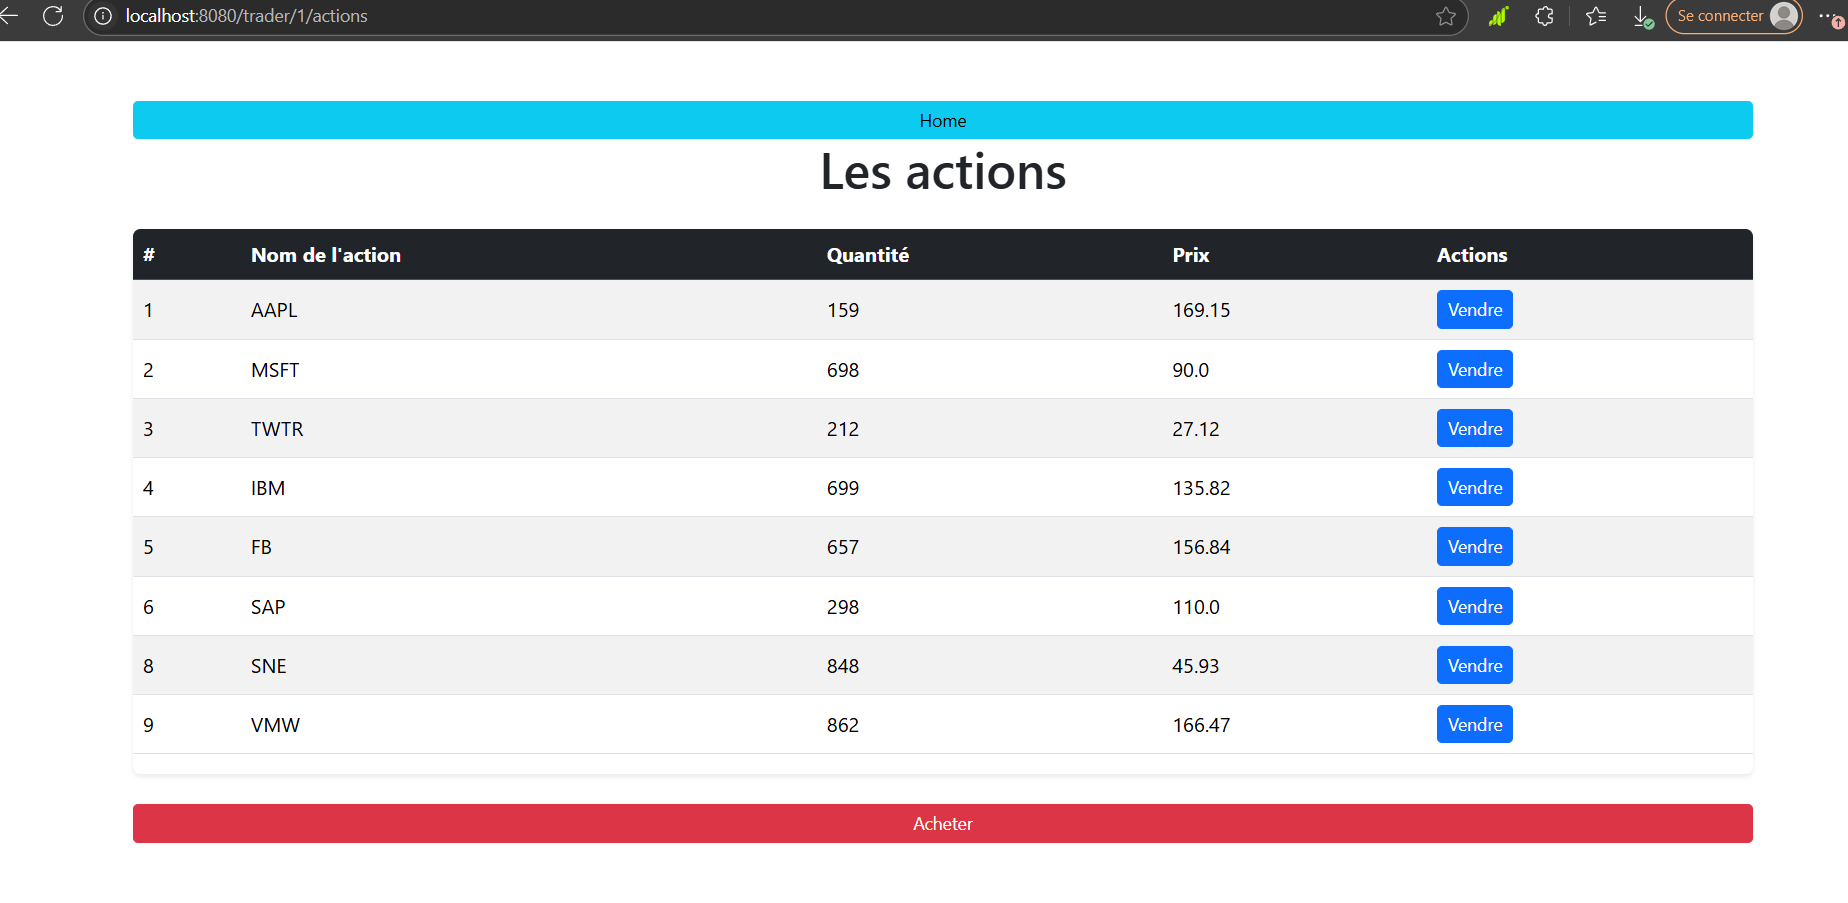 localhost:8080/trader/1/actions Se connecter
Home
Les actions
# Nom de l'action Quantité Prix Actions
1 AAPL 159 169.15 Vendre
2 MSFT 698 90.0 Vendre
3 TWTR 212 27.12 Vendre
4 IBM 699 135.82 Vendre
5 FB 657 156.84 Vendre
6 SAP 298 110.0 Vendre
8 SNE 848 45.93 Vendre
9 VMW 862 166.47 Vendre
Acheter